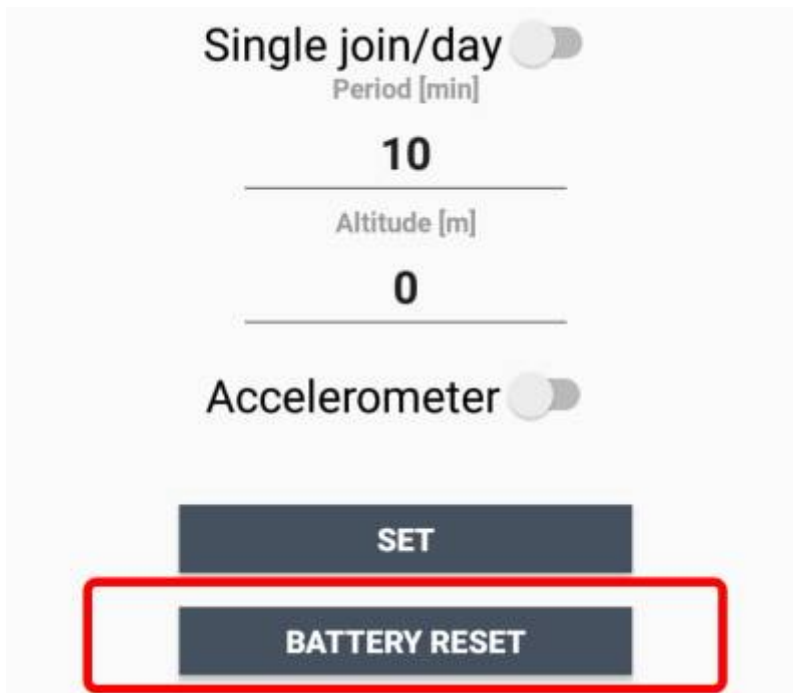 Single join/day
Period [min]
10
Altitude [m]
0
Accelerometer
SET
BATTERY RESET